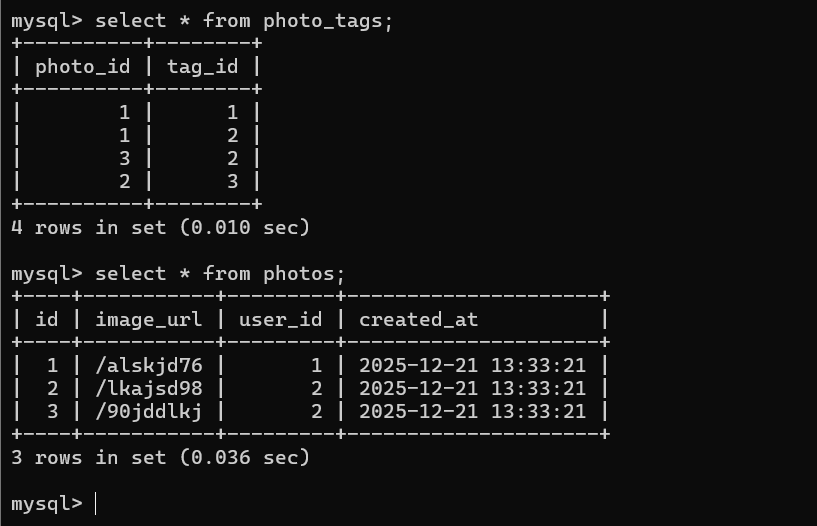 mysql> select * from photo_tags;
+----------+--------+
| photo_id | tag_id |
+----------+--------+
|        1 |      1 |
|        1 |      2 |
|        3 |      2 |
|        2 |      3 |
+----------+--------+
4 rows in set (0.010 sec)

mysql> select * from photos;
+----+-----------+---------+---------------------+
| id | image_url | user_id | created_at          |
+----+-----------+---------+---------------------+
|  1 | /alskjd76 |       1 | 2025-12-21 13:33:21 |
|  2 | /lkajsd98 |       2 | 2025-12-21 13:33:21 |
|  3 | /90jddlkj |       2 | 2025-12-21 13:33:21 |
+----+-----------+---------+---------------------+
3 rows in set (0.036 sec)

mysql>